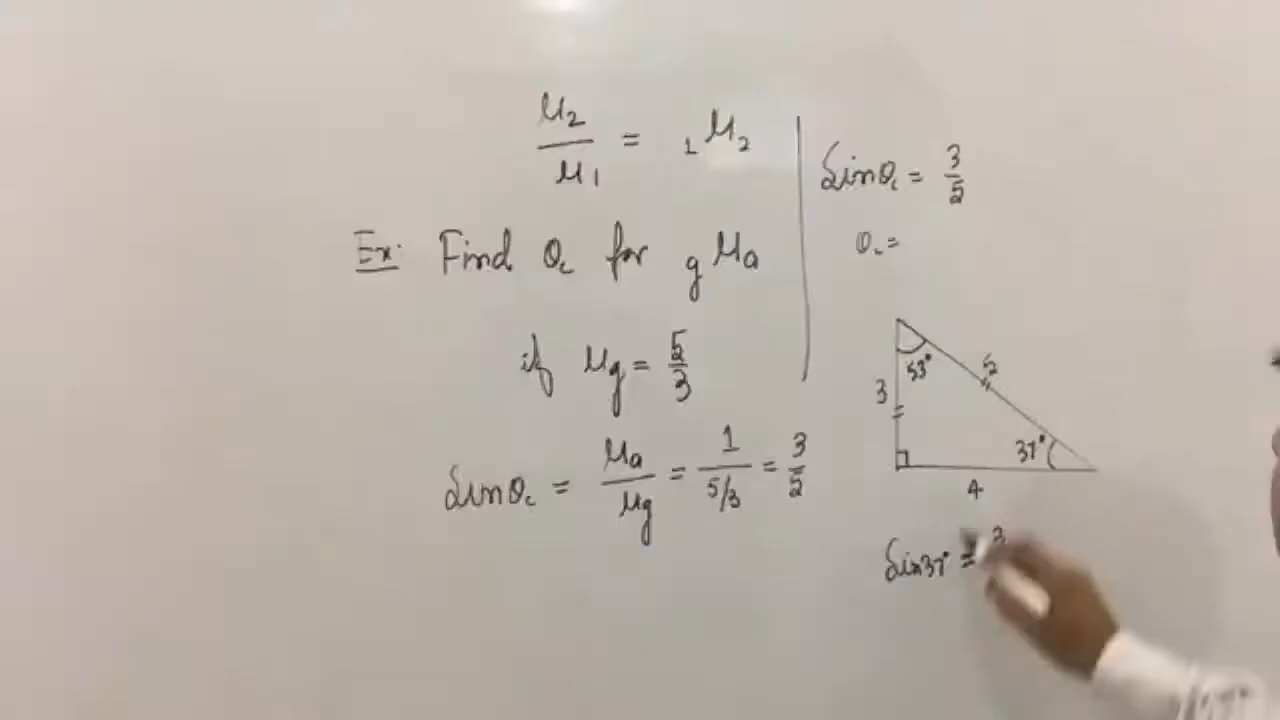 μ₂/μ₁ = ₁μ₂
Ex: Find θc for gμa
if μg = 5/3
Sinθc = μa/μg = 1/(5/3) = 3/5
Sinθc = 3/5
θc =
53°
3
5
37°
4
Sin37° = 3